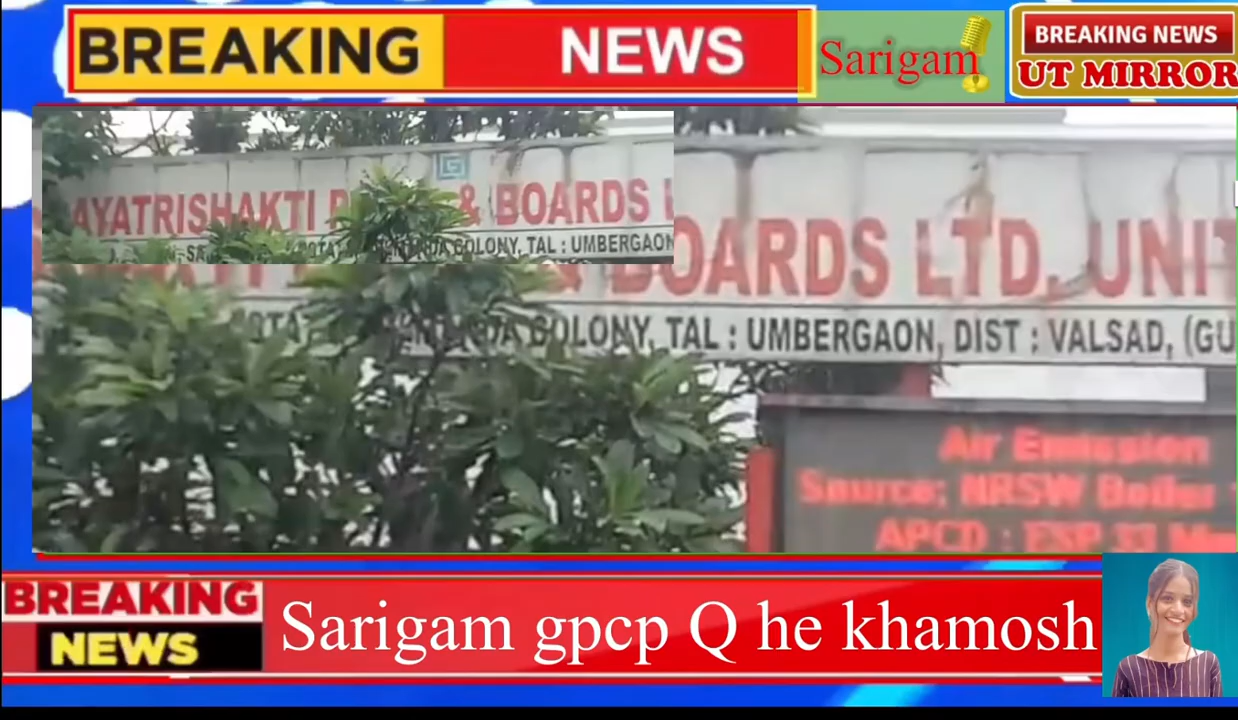 BREAKING NEWS
Sarigam
BREAKING NEWS
UT MIRROR
AYATRISHAKTI & BOARDS
COLONY, TAL : UMBERGAON
BOARDS LTD. UNIT
COLONY, TAL : UMBERGAON, DIST : VALSAD, (GU
Air Emission
Source: NRSW Boiler
APCD : ESP 33
BREAKING
NEWS
Sarigam gpcp Q he khamosh